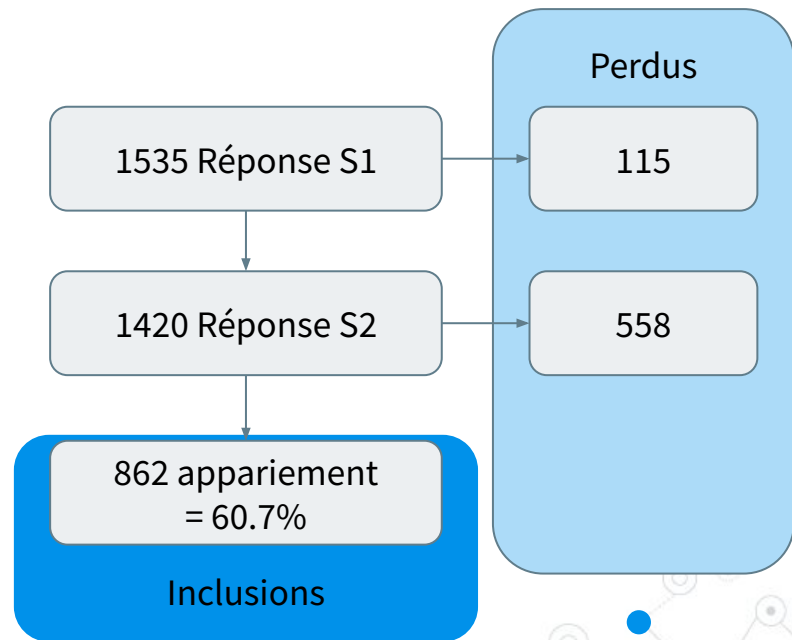 Perdus
1535 Réponse S1
115
1420 Réponse S2
558
862 appariement
= 60.7%
Inclusions